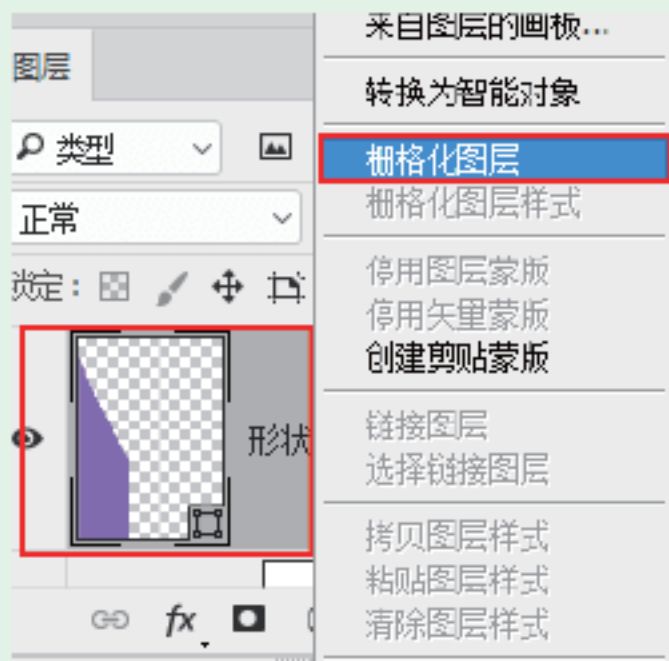 图层
类型
正常
锁定：
形状
fx
来自图层的画板...
转换为智能对象
栅格化图层
栅格化图层样式
停用图层蒙版
停用矢量蒙版
创建剪贴蒙版
链接图层
选择链接图层
拷贝图层样式
粘贴图层样式
清除图层样式